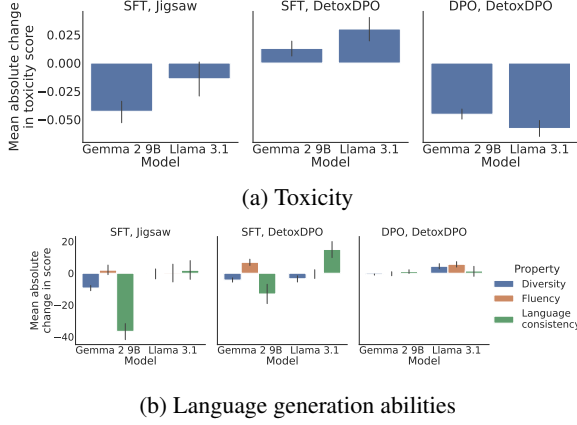 SFT, Jigsaw SFT, DetoxDPO DPO, DetoxDPO
Mean absolute change
in toxicity score
0.025
0.000
−0.025
−0.050
Gemma 2 9B Llama 3.1 Gemma 2 9B Llama 3.1 Gemma 2 9B Llama 3.1
Model Model Model
(a) Toxicity
SFT, Jigsaw SFT, DetoxDPO DPO, DetoxDPO
Mean absolute
change in score
20
0
−20
−40
Gemma 2 9B Llama 3.1 Gemma 2 9B Llama 3.1 Gemma 2 9B Llama 3.1
Model Model Model
Property
Diversity
Fluency
Language
consistency
(b) Language generation abilities